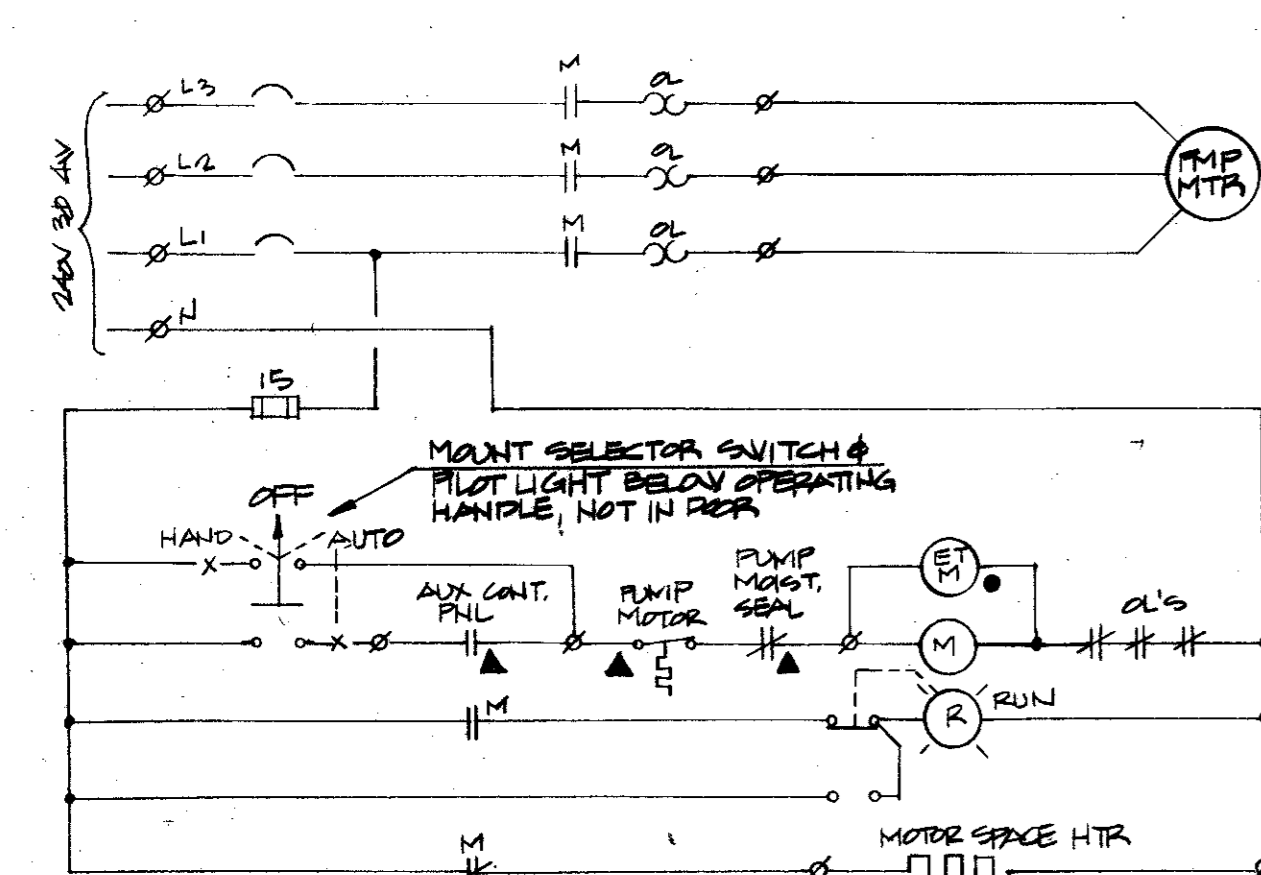 M
OL
L3
M
OL
L2
PMP
MTR
240V 3Ø 4W
M
OL
L1
N
15
MOUNT SELECTOR SWITCH &
PILOT LIGHT BELOW OPERATING
HANDLE, NOT IN DOOR
OFF
HAND
AUTO
X
AUX CONT.
PNL
PUMP
MOTOR
PUMP
MOIST,
SEAL
ET
M
OL'S
X
M
M
R
RUN
M
MOTOR SPACE HTR